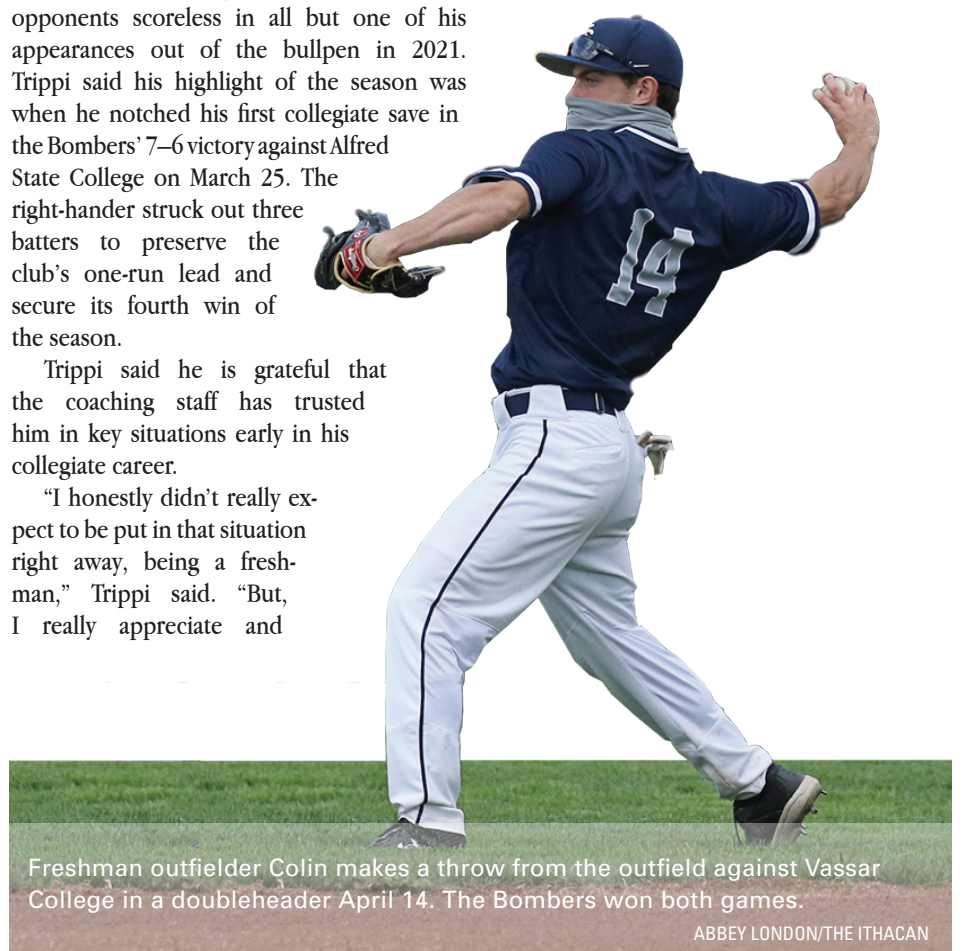 opponents scoreless in all but one of his
appearances out of the bullpen in 2021.
Trippi said his highlight of the season was
when he notched his first collegiate save in
the Bombers’ 7–6 victory against Alfred
State College on March 25. The
right-hander struck out three
batters to preserve the
club’s one-run lead and
secure its fourth win of
the season.
Trippi said he is grateful that
the coaching staff has trusted
him in key situations early in his
collegiate career.
“I honestly didn’t really ex-
pect to be put in that situation
right away, being a fresh-
man,” Trippi said. “But,
I really appreciate and
14
Freshman outfielder Colin makes a throw from the outfield against Vassar
College in a doubleheader April 14. The Bombers won both games.
ABBEY LONDON/THE ITHACAN